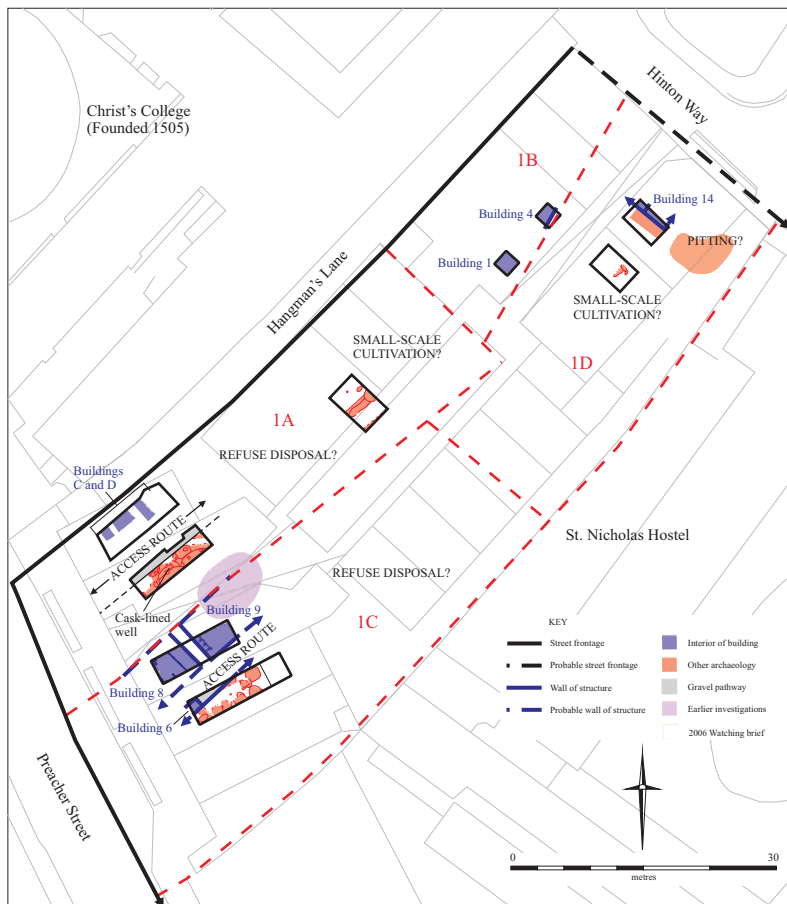 Christ's College
(Founded 1505)
Hinton Way
1B
Building 4
Building 14
PITTING?
Building 1
Hangman's Lane
SMALL-SCALE
CULTIVATION?
SMALL-SCALE
CULTIVATION?
1D
1A
REFUSE DISPOSAL?
Buildings
C and D
ACCESS ROUTE
St. Nicholas Hostel
REFUSE DISPOSAL?
Cask-lined
well
Building 9
1C
ACCESS ROUTE
Building 8
Building 6
Preacher Street
KEY
Street frontage
Probable street frontage
Wall of structure
Probable wall of structure
Interior of building
Other archaeology
Gravel pathway
Earlier investigations
2006 Watching brief
0
30
metres